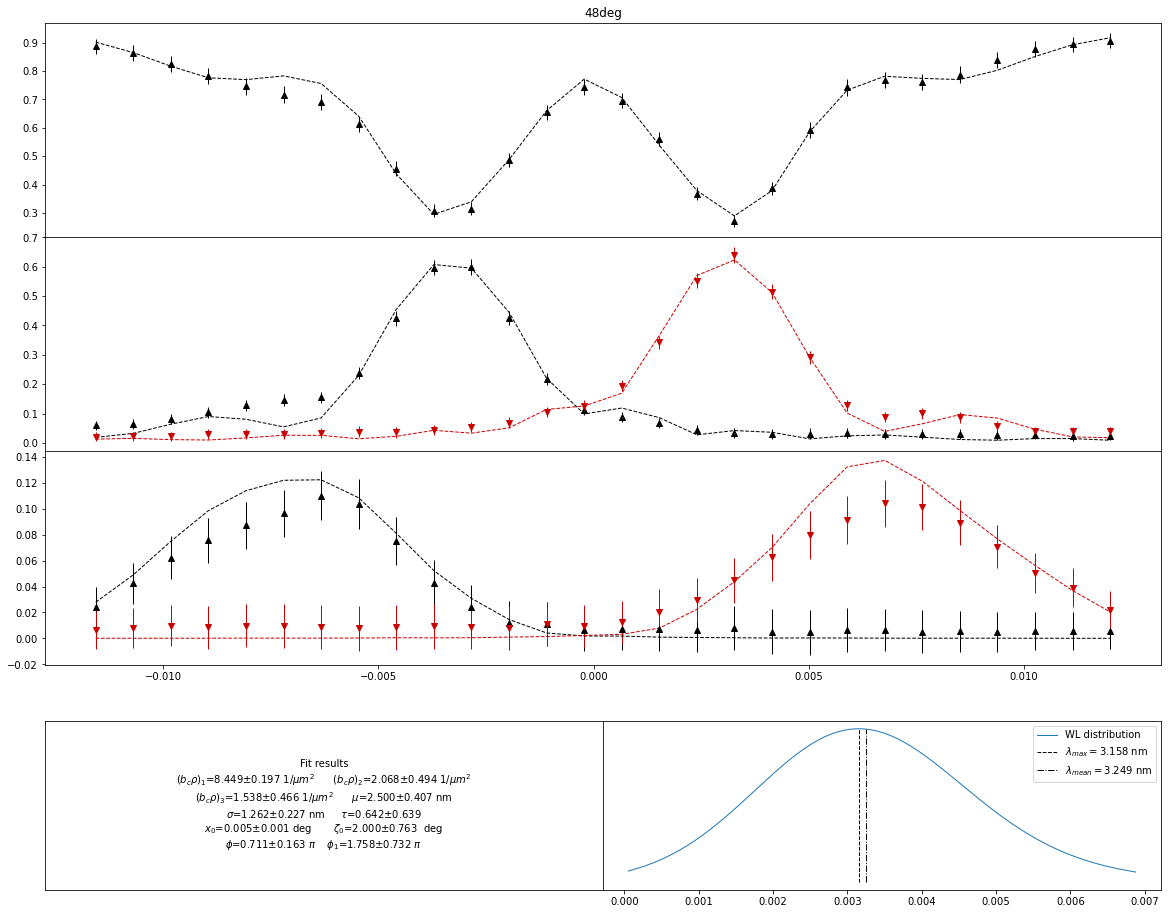 48deg
0.9
0.8
0.7
0.6
0.5
0.4
0.3
0.7
0.6
0.5
0.4
0.3
0.2
0.1
0.0
0.14
0.12
0.10
0.08
0.06
0.04
0.02
0.00
−0.02
−0.010 −0.005 0.000 0.005 0.010
Fit results
(b_cρ)_1=8.449±0.197 1/μm^2 (b_cρ)_2=2.068±0.494 1/μm^2
(b_cρ)_3=1.538±0.466 1/μm^2 μ=2.500±0.407 nm
σ=1.262±0.227 nm τ=0.642±0.639
x_0=0.005±0.001 deg ζ_0=2.000±0.763 deg
ϕ=0.711±0.163 π ϕ_1=1.758±0.732 π
WL distribution
λ_max = 3.158 nm
λ_mean = 3.249 nm
0.000 0.001 0.002 0.003 0.004 0.005 0.006 0.007